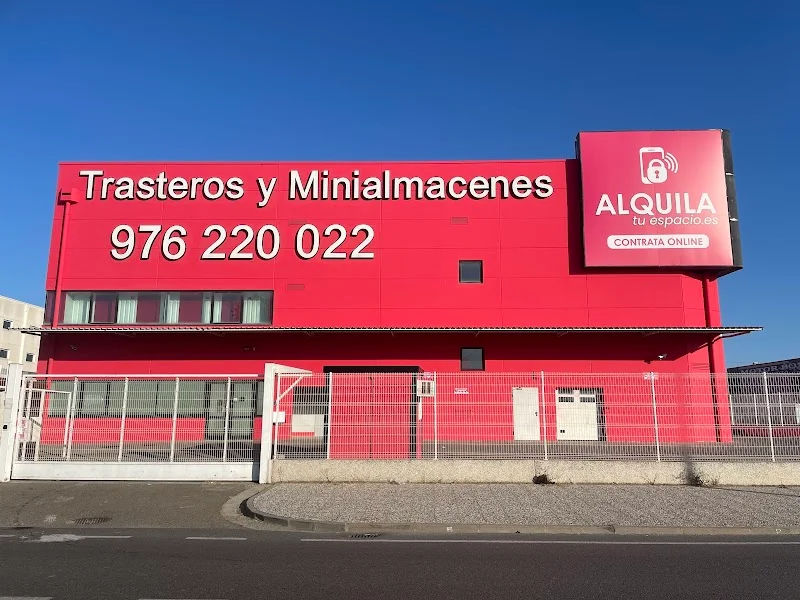 Trasteros y Minialmacenes
976 220 022
ALQUILA
tu espacio.es
CONTRATA ONLINE